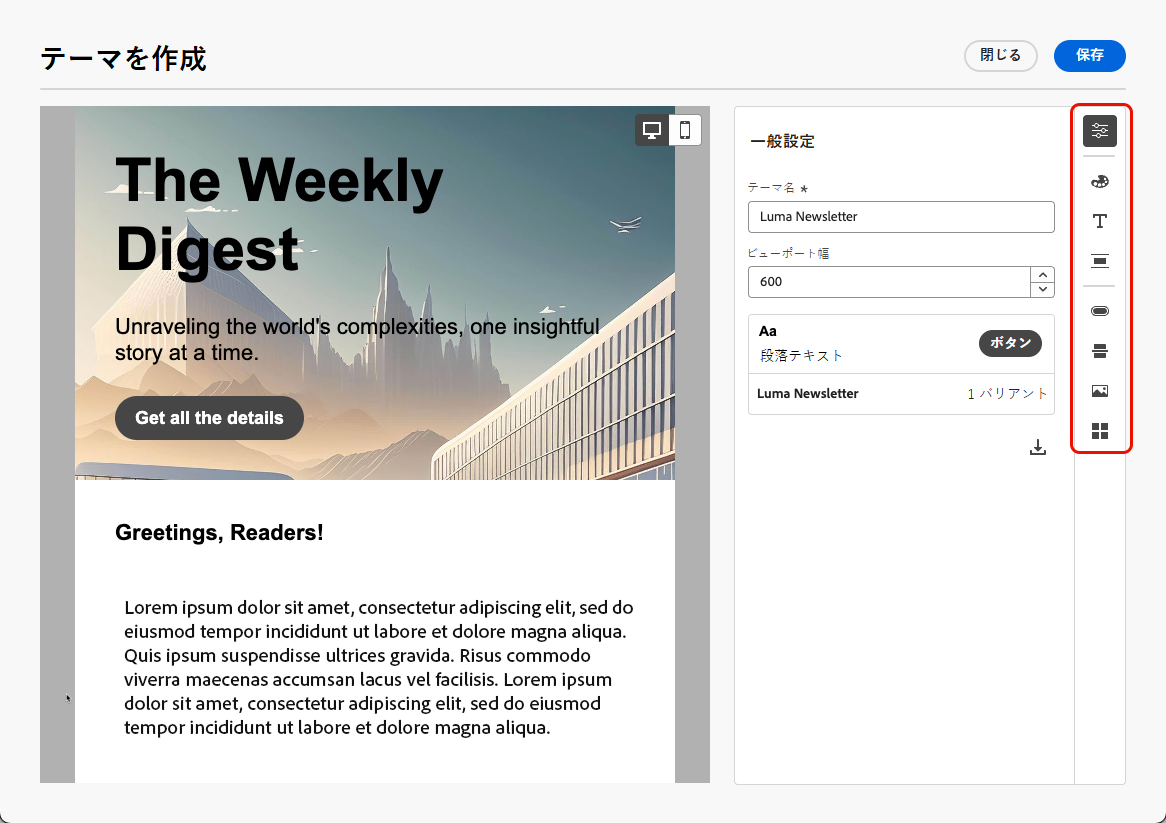 テーマを作成
閉じる
保存
The Weekly
Digest
Unraveling the world's complexities, one insightful
story at a time.
Get all the details
Greetings, Readers!
Lorem ipsum dolor sit amet, consectetur adipiscing elit, sed do
eiusmod tempor incididunt ut labore et dolore magna aliqua.
Quis ipsum suspendisse ultrices gravida. Risus commodo
viverra maecenas accumsan lacus vel facilisis. Lorem ipsum
dolor sit amet, consectetur adipiscing elit, sed do eiusmod
tempor incididunt ut labore et dolore magna aliqua.
一般設定
テーマ名 *
Luma Newsletter
ビューポート幅
600
Aa
段落テキスト
ボタン
Luma Newsletter
1 バリアント